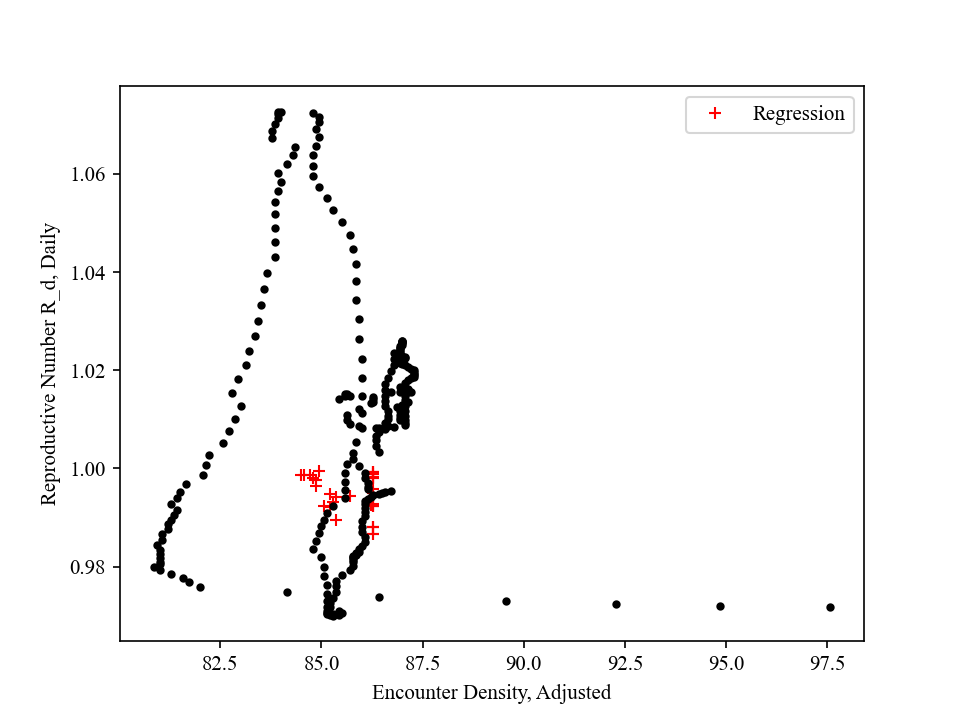 Regression
1.06
1.04
1.02
1.00
0.98
Reproductive Number R_d, Daily
82.5 85.0 87.5 90.0 92.5 95.0 97.5
Encounter Density, Adjusted